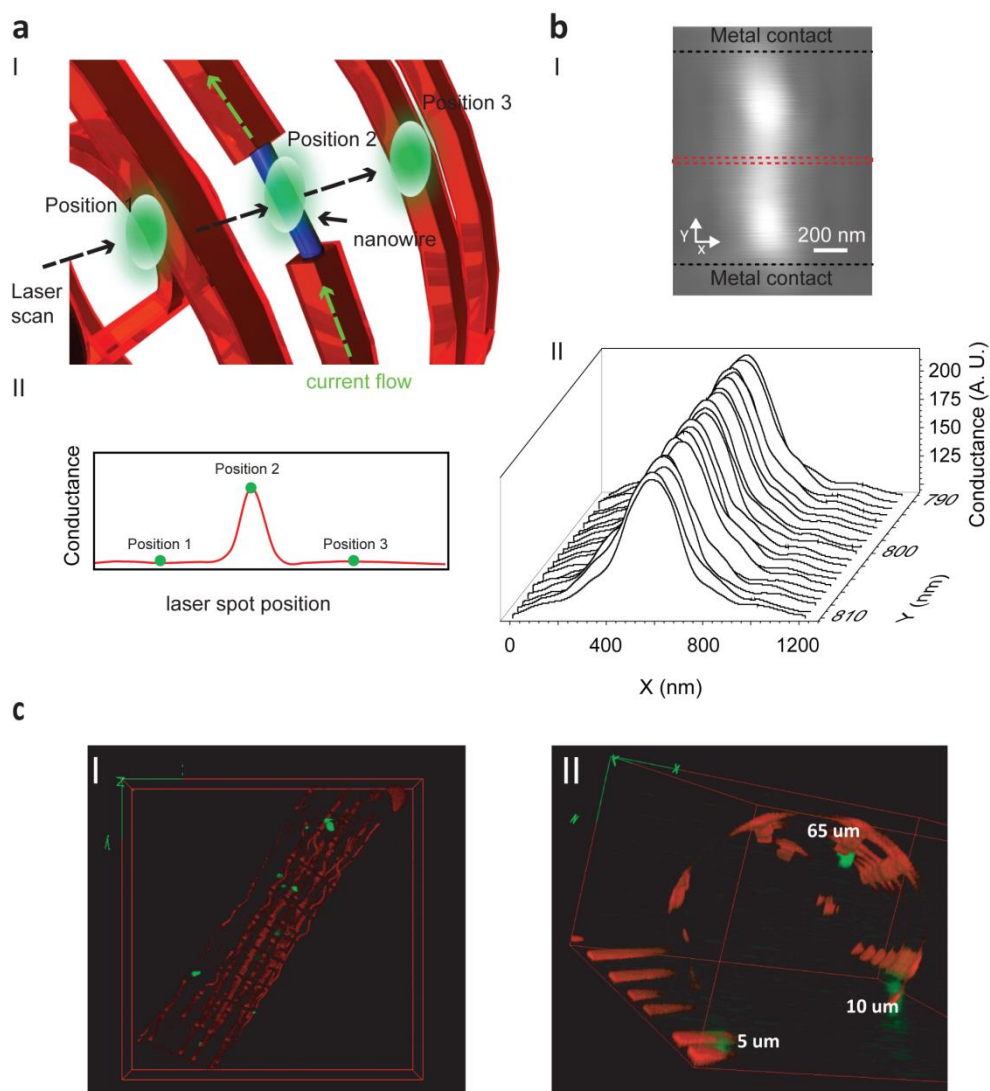 a
I
Position 3
Position 2
Position 1
nanowire
Laser
scan
current flow
II
Conductance
Position 2
Position 1
Position 3
laser spot position
b
I
Metal contact
Y
X
200 nm
Metal contact
II
Conductance (A. U.)
200
175
150
125
790
800
810
Y (nm)
0
400
800
1200
X (nm)
c
I
II
65 um
10 um
5 um